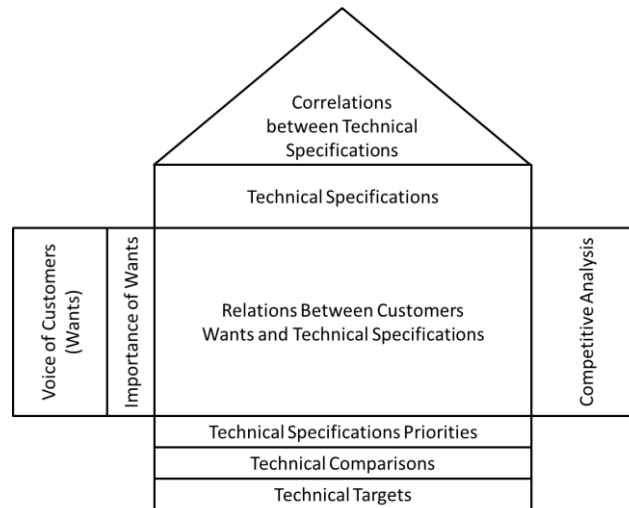 Correlations
between Technical
Specifications
Technical Specifications
Voice of Customers
(Wants)
Importance of Wants
Relations Between Customers
Wants and Technical Specifications
Competitive Analysis
Technical Specifications Priorities
Technical Comparisons
Technical Targets